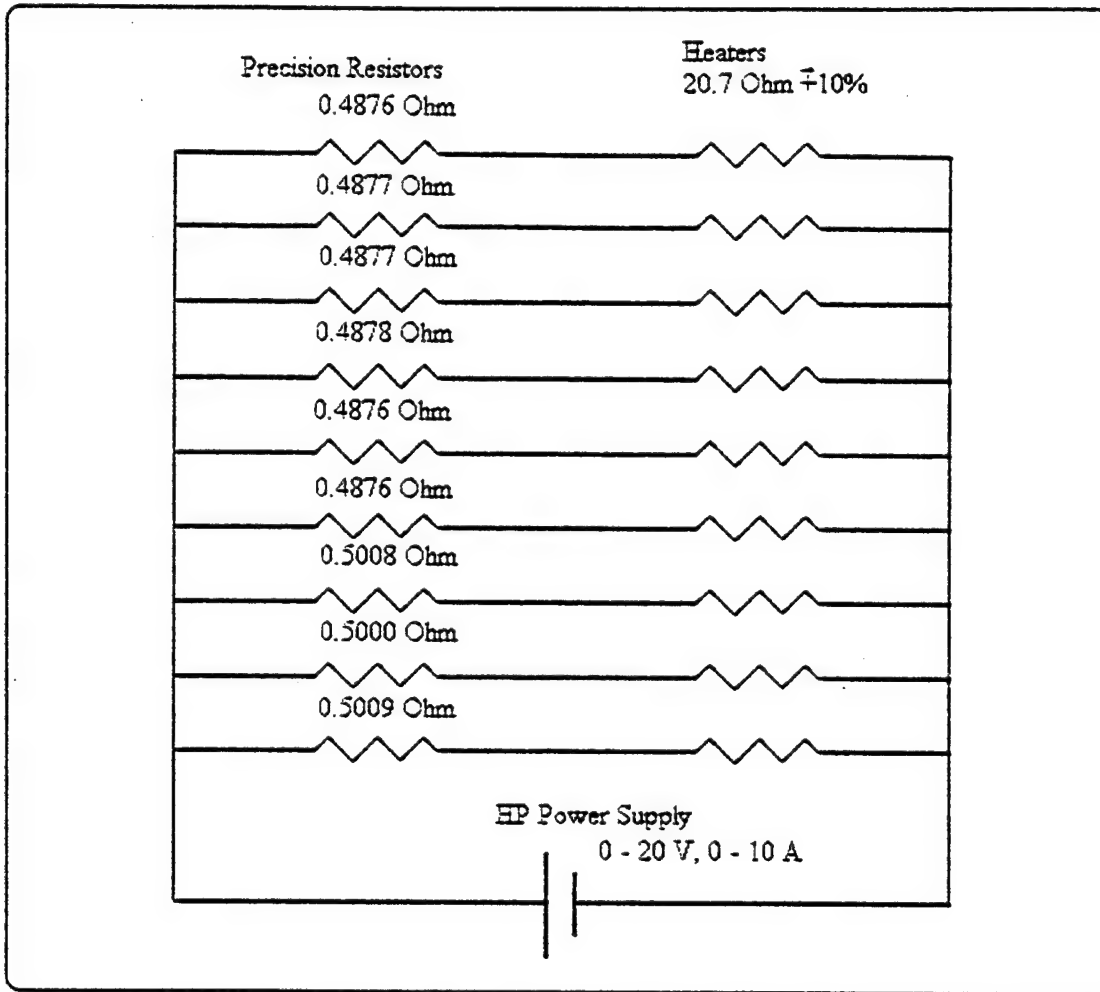 Precision Resistors
Heaters
20.7 Ohm ∓10%
0.4876 Ohm
0.4877 Ohm
0.4877 Ohm
0.4878 Ohm
0.4876 Ohm
0.4876 Ohm
0.5008 Ohm
0.5000 Ohm
0.5009 Ohm
HP Power Supply
0 - 20 V, 0 - 10 A